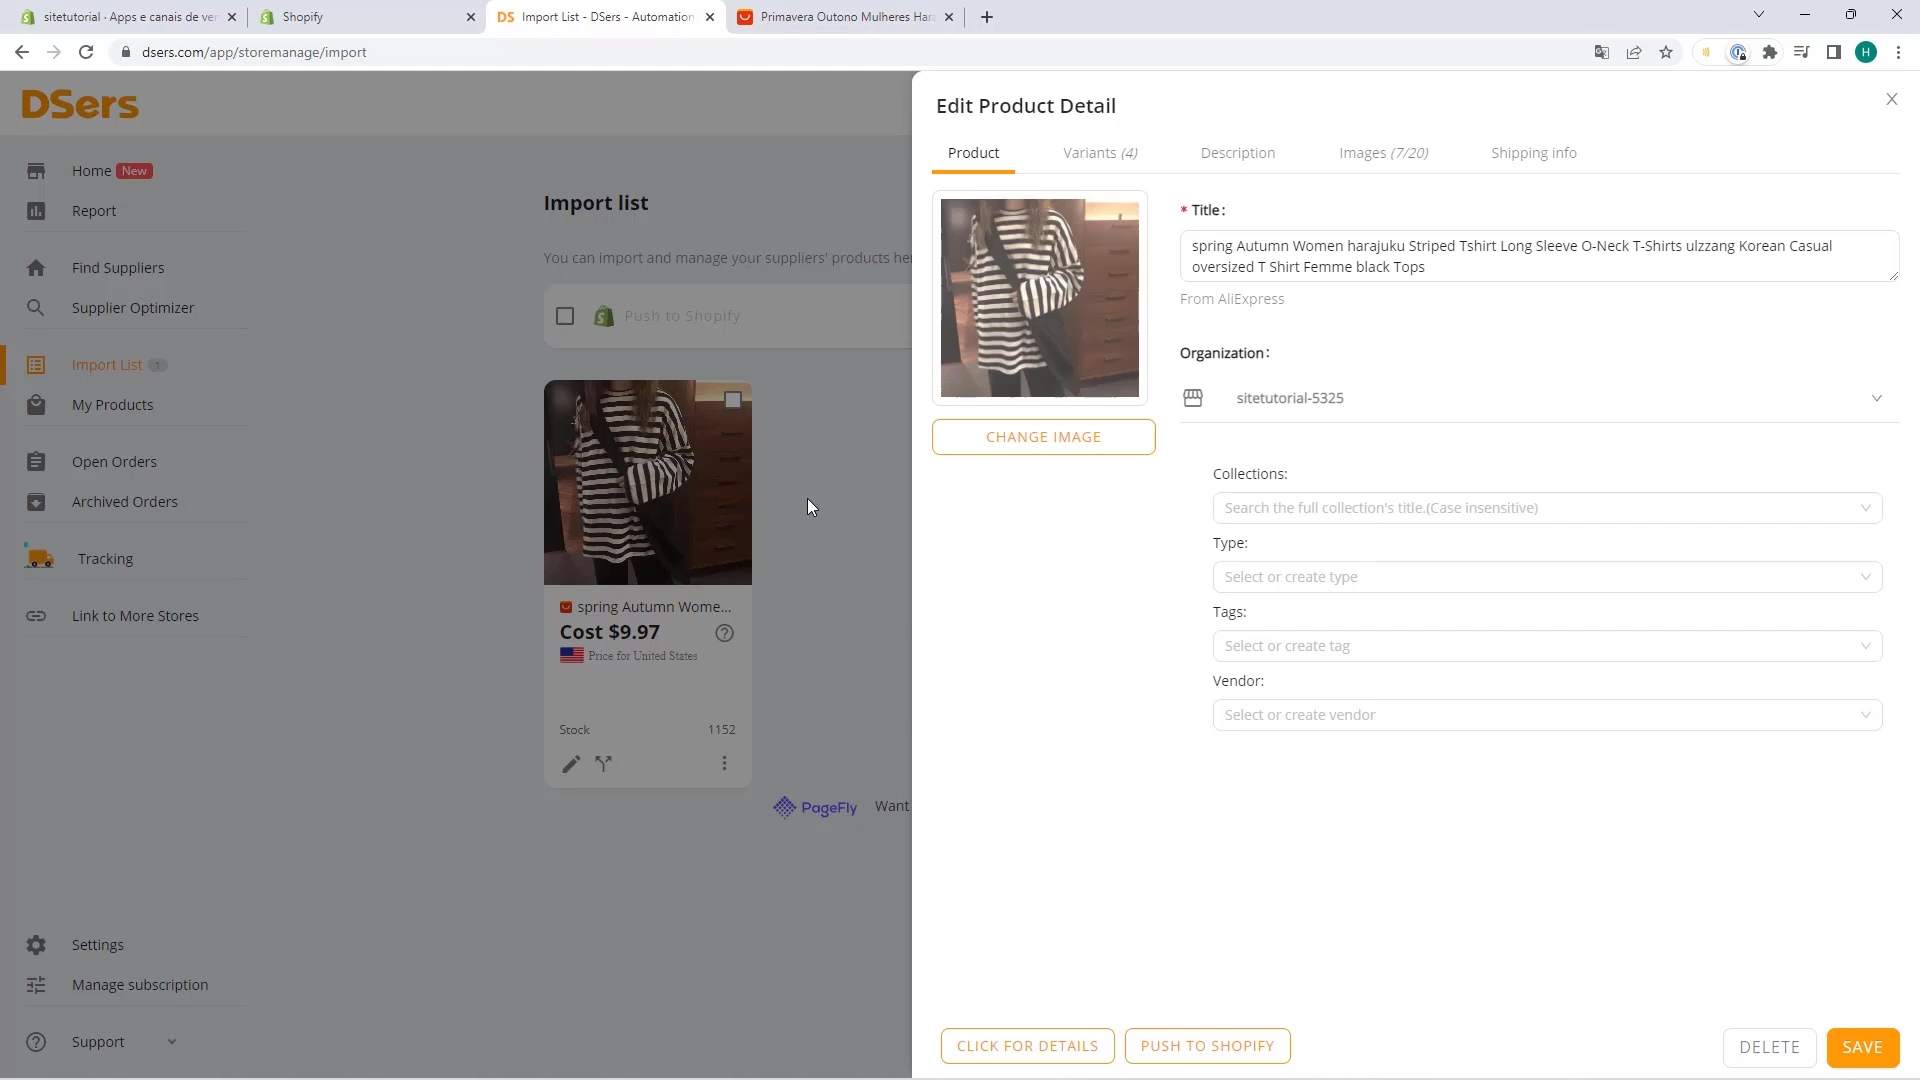 sitetutorial · Apps e canais de ver
Shopify
Import List - DSers - Automation
Primavera Outono Mulheres Hara
dsers.com/app/storemanage/import
H
DSers
Home New
Report
Find Suppliers
Supplier Optimizer
Import List 1
My Products
Open Orders
Archived Orders
Tracking
Link to More Stores
Settings
Manage subscription
Support
Import list
You can import and manage your suppliers' products her
Push to Shopify
spring Autumn Wome...
Cost $9.97
Price for United States
Stock 1152
PageFly Want
Edit Product Detail
Product Variants (4) Description Images (7/20) Shipping info
CHANGE IMAGE
* Title:
spring Autumn Women harajuku Striped Tshirt Long Sleeve O-Neck T-Shirts ulzzang Korean Casual
oversized T Shirt Femme black Tops
From AliExpress
Organization:
sitetutorial-5325
Collections:
Search the full collection's title.(Case insensitive)
Type:
Select or create type
Tags:
Select or create tag
Vendor:
Select or create vendor
CLICK FOR DETAILS PUSH TO SHOPIFY DELETE SAVE